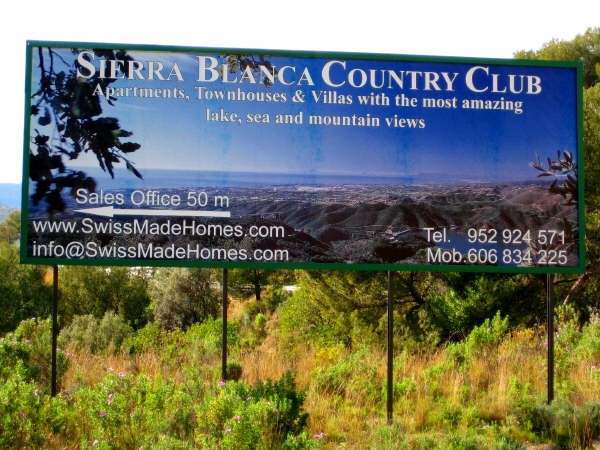 Sierra Blanca Country Club
Apartments, Townhouses & Villas with the most amazing
lake, sea and mountain views
Sales Office 50 m
www.SwissMadeHomes.com
info@SwissMadeHomes.com
Tel. 952 924 571
Mob.606 834 225